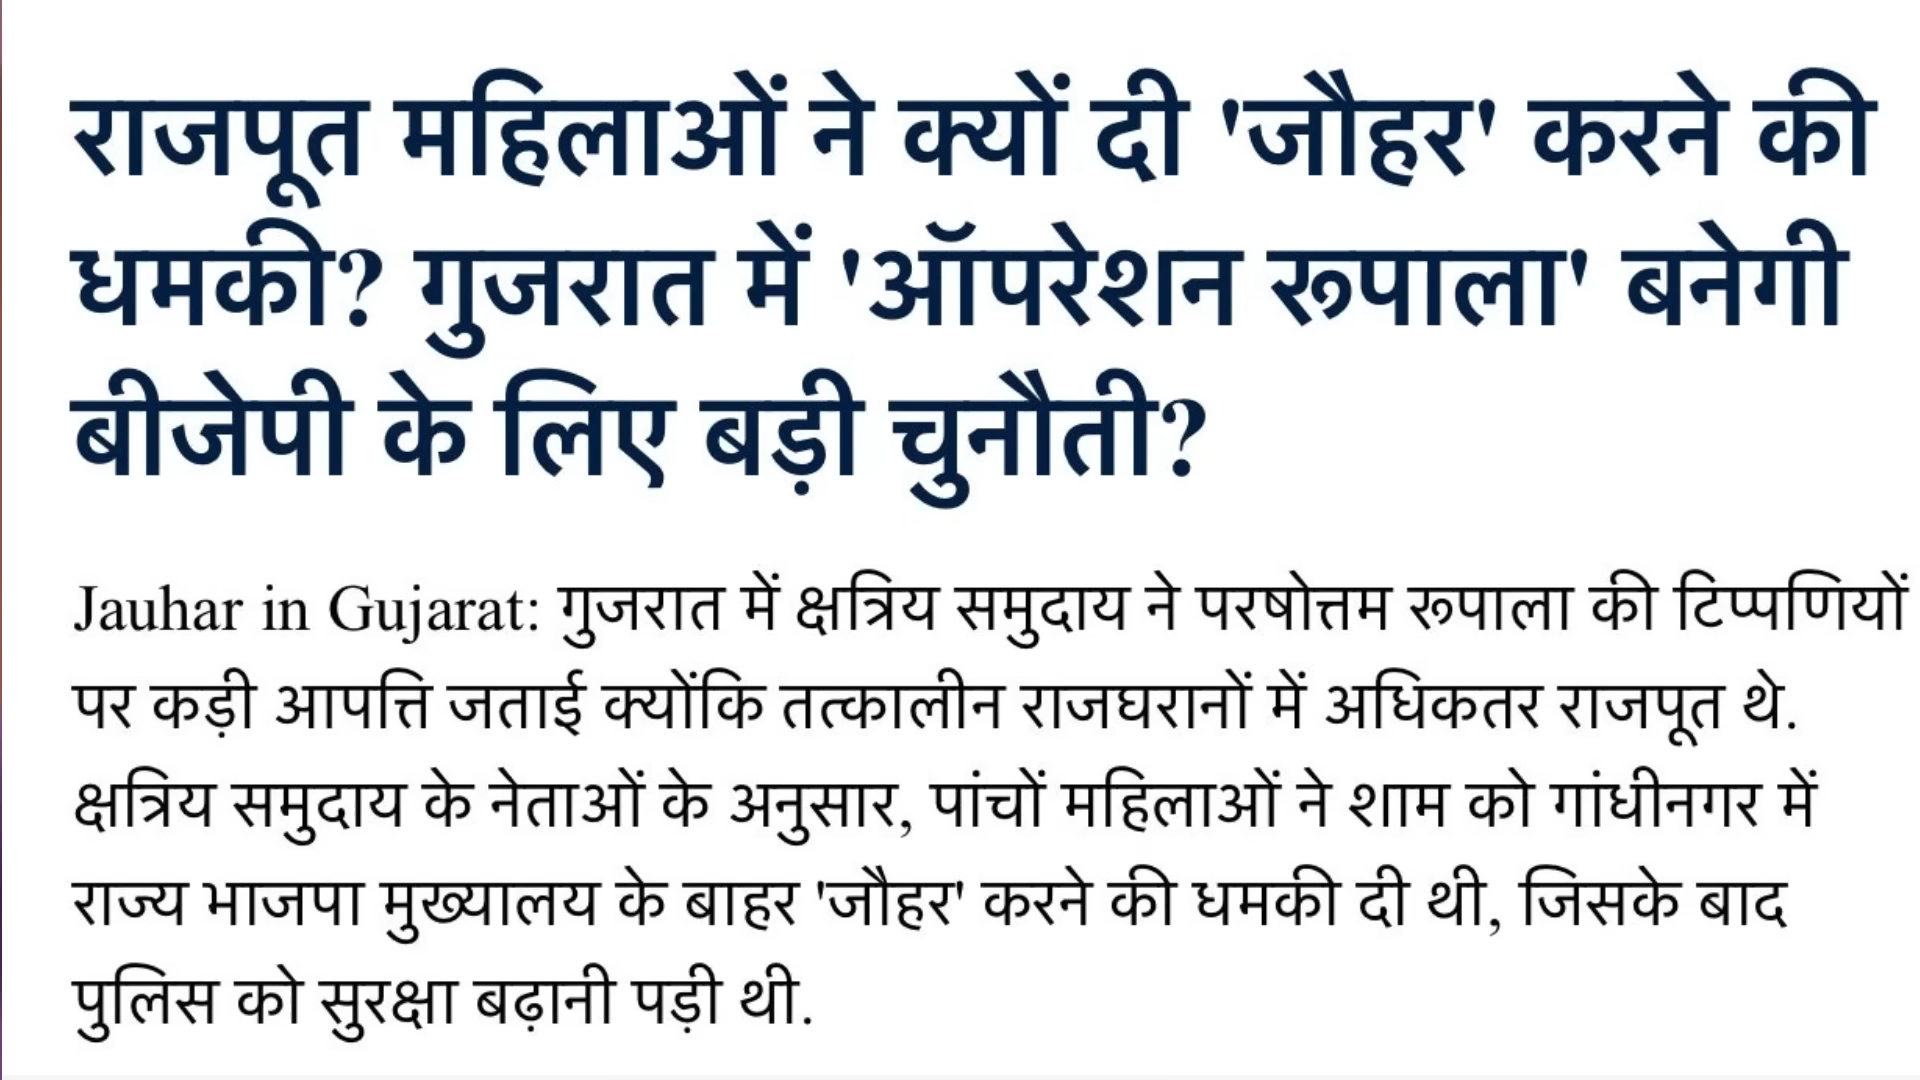 राजपूत महिलाओं ने क्यों दी 'जौहर' करने की
धमकी? गुजरात में 'ऑपरेशन रूपाला' बनेगी
बीजेपी के लिए बड़ी चुनौती?
Jauhar in Gujarat: गुजरात में क्षत्रिय समुदाय ने परषोत्तम रूपाला की टिप्पणियों
पर कड़ी आपत्ति जताई क्योंकि तत्कालीन राजघरानों में अधिकतर राजपूत थे.
क्षत्रिय समुदाय के नेताओं के अनुसार, पांचों महिलाओं ने शाम को गांधीनगर में
राज्य भाजपा मुख्यालय के बाहर 'जौहर' करने की धमकी दी थी, जिसके बाद
पुलिस को सुरक्षा बढ़ानी पड़ी थी.